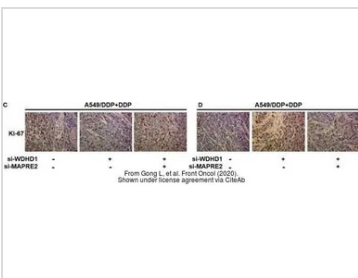 C A549/DDP+DDP D A549/DDP+DDP
Ki-67
si-WDHD1 - + + si-WDHD1 - + +
si-MAPRE2 - - + si-MAPRE2 - - +
From Gong L, et al. Front Oncol (2020).
Shown under license agreement via CiteAb